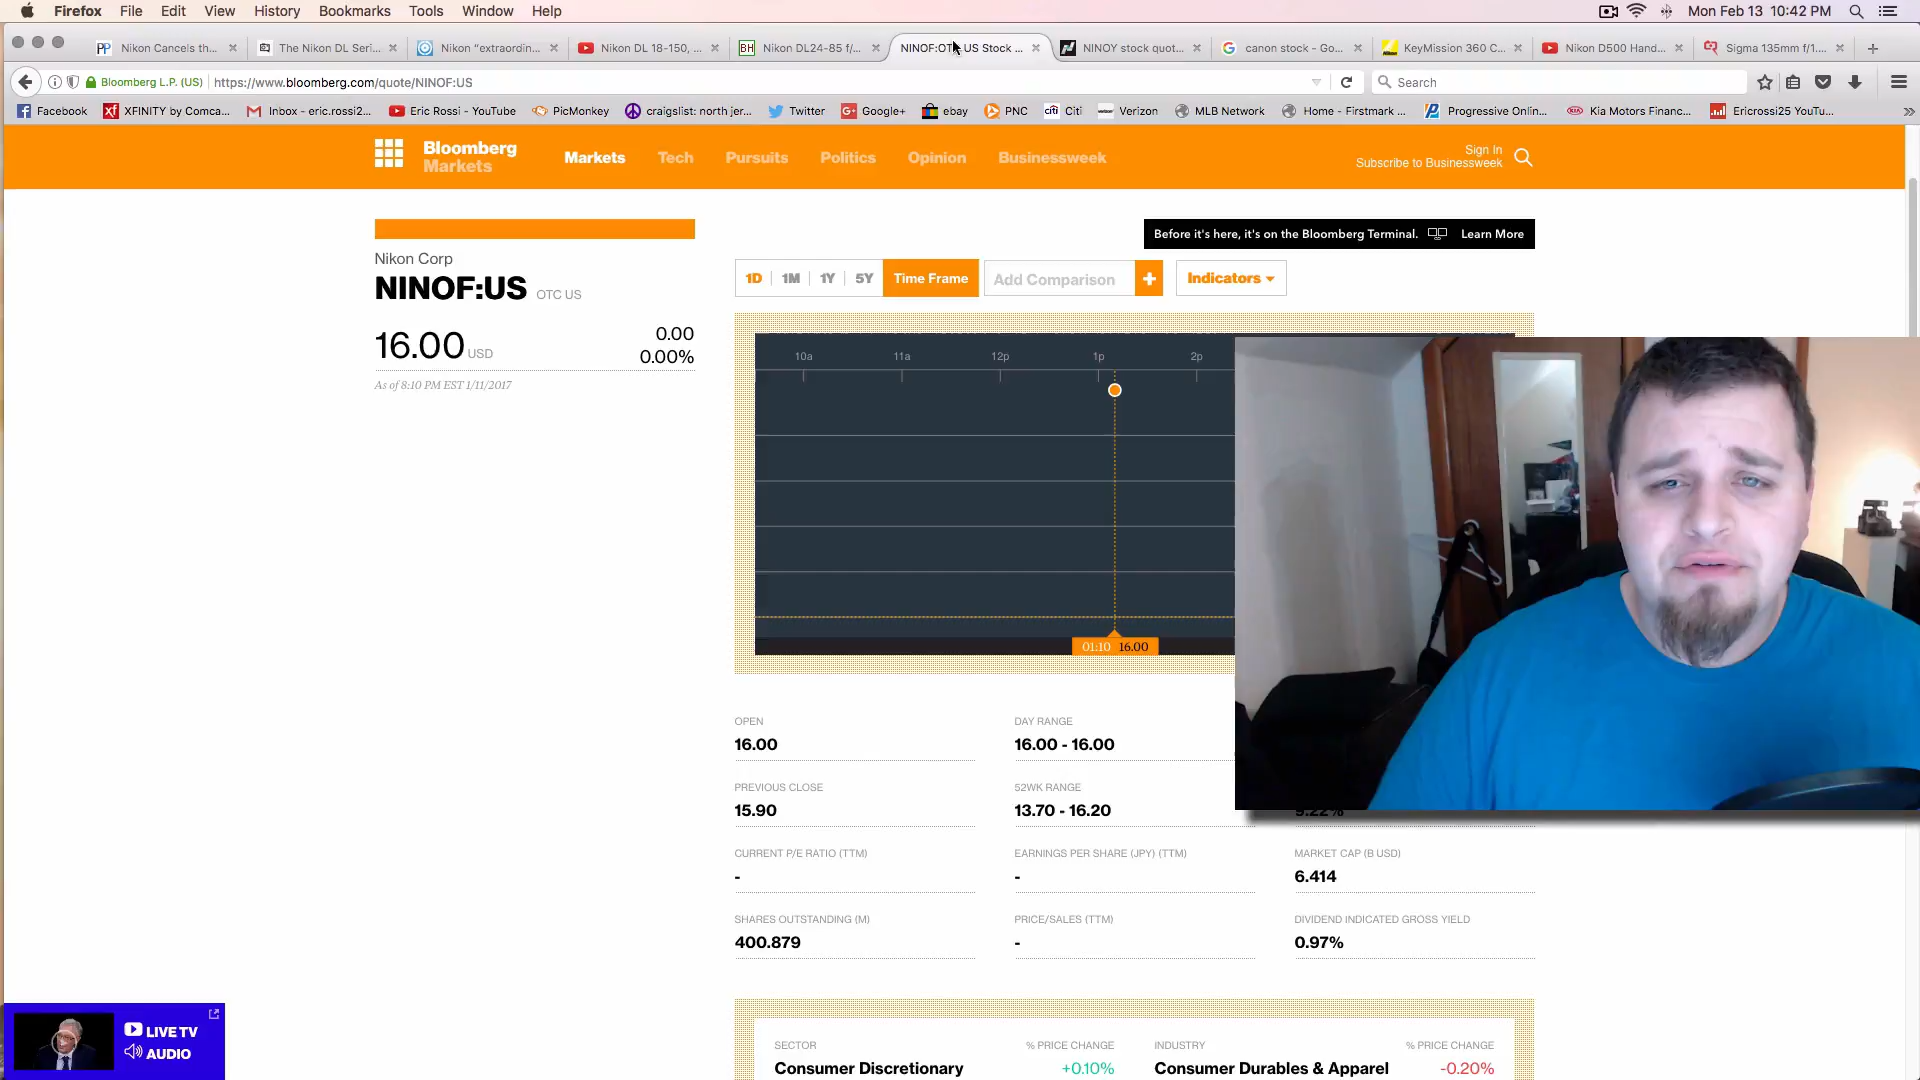 Firefox File Edit View History Bookmarks Tools Window Help Mon Feb 13 10:42 PM
Nikon Cancels th... The Nikon DL Seri... Nikon "extraordin... Nikon DL 18-150, ... Nikon DL24-85 f/... NINOF:OTC US Stock ... NINOY stock quot... canon stock - Go... KeyMission 360 C... Nikon D500 Hand... Sigma 135mm f/1....
Bloomberg L.P. (US) https://www.bloomberg.com/quote/NINOF:US Search
Facebook XFINITY by Comca... Inbox - eric.rossi2... Eric Rossi - YouTube PicMonkey craigslist: north jer... Twitter Google+ ebay PNC Citi Verizon MLB Network Home - Firstmark ... Progressive Onlin... Kia Motors Financ... Ericrossi25 YouTu...
Bloomberg
Markets
Markets Tech Pursuits Politics Opinion Businessweek
Sign In
Subscribe to Businessweek
Before it's here, it's on the Bloomberg Terminal. Learn More
Nikon Corp
NINOF:US OTC US
16.00 USD
0.00
0.00%
As of 8:10 PM EST 1/11/2017
1D 1M 1Y 5Y Time Frame Add Comparison + Indicators
10a 11a 12p 1p 2p
01:10 16.00
OPEN
16.00
DAY RANGE
16.00 - 16.00
PREVIOUS CLOSE
15.90
52WK RANGE
13.70 - 16.20
CURRENT P/E RATIO (TTM)
-
EARNINGS PER SHARE (JPY) (TTM)
-
MARKET CAP (B USD)
6.414
SHARES OUTSTANDING (M)
400.879
PRICE/SALES (TTM)
-
DIVIDEND INDICATED GROSS YIELD
0.97%
SECTOR % PRICE CHANGE
Consumer Discretionary +0.10%
INDUSTRY % PRICE CHANGE
Consumer Durables & Apparel -0.20%
LIVE TV
AUDIO